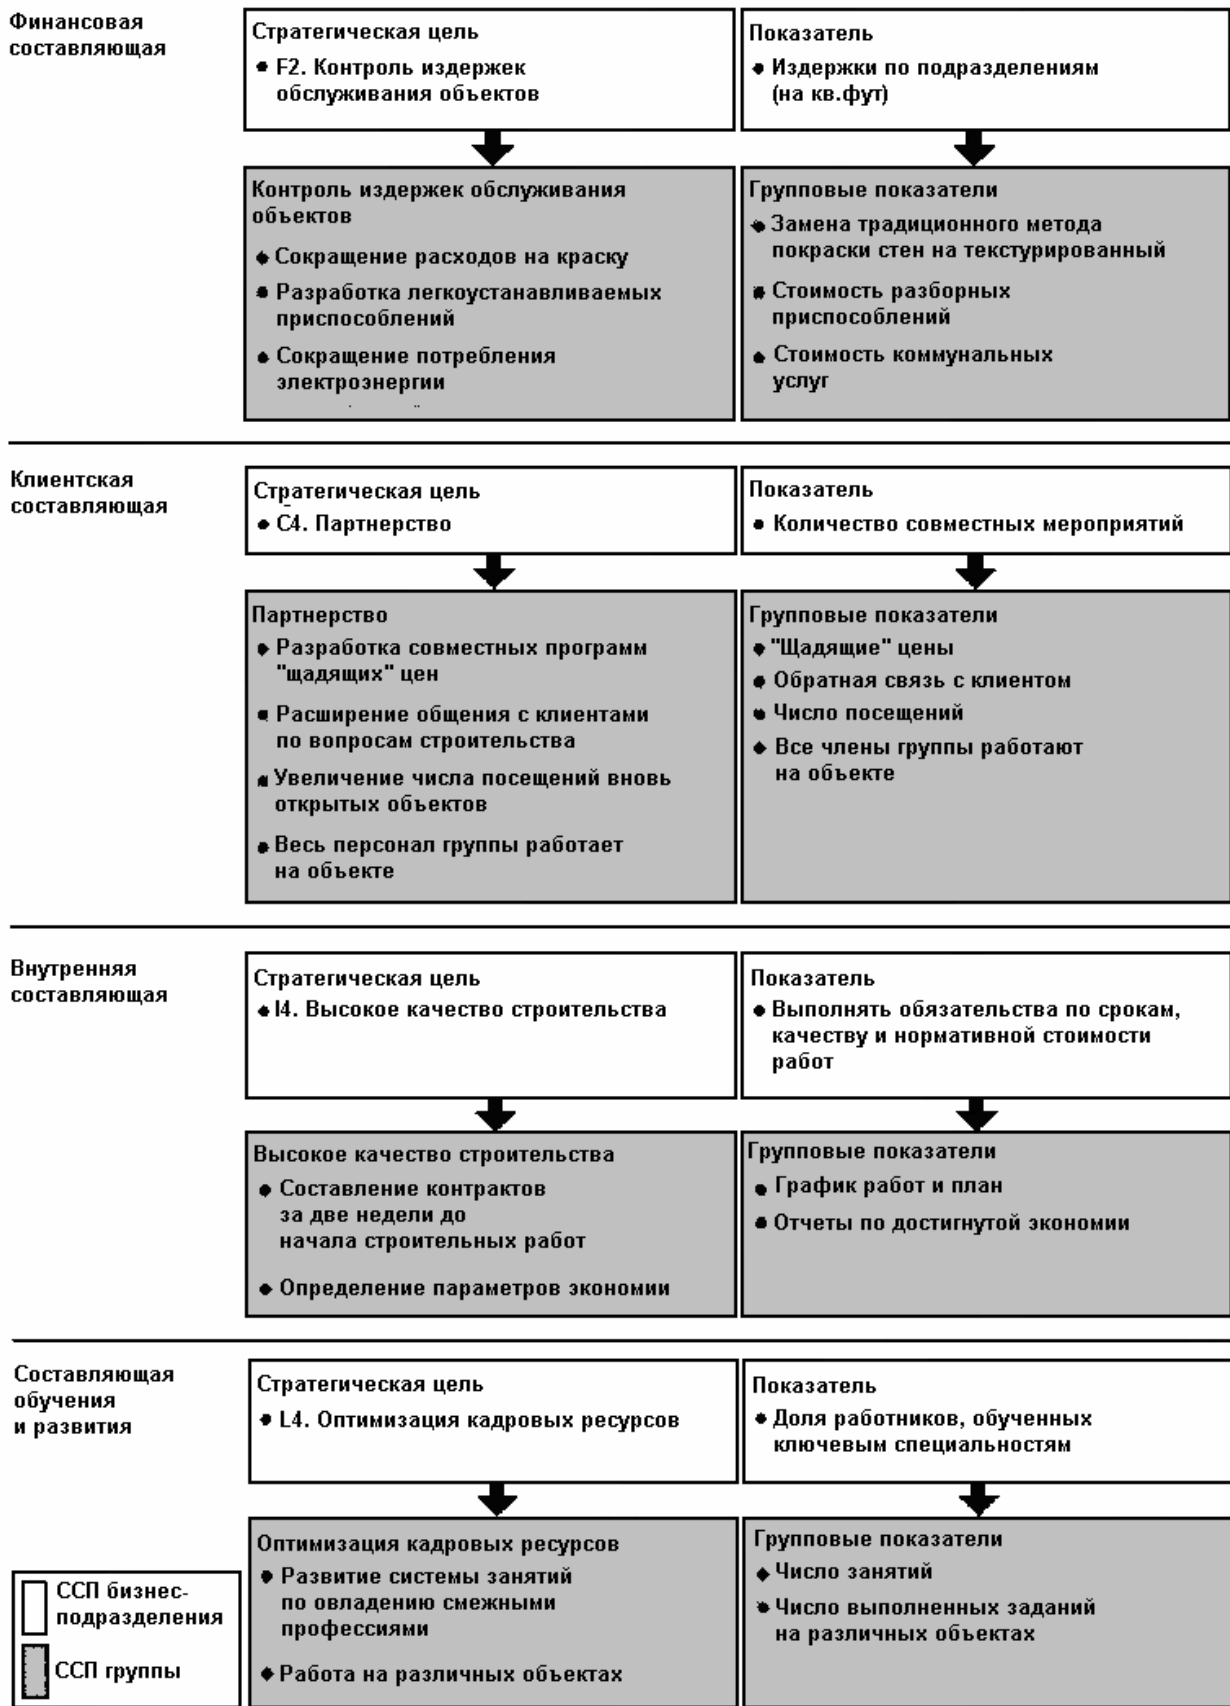 Финансовая
составляющая
Стратегическая цель
• F2. Контроль издержек
обслуживания объектов
Показатель
• Издержки по подразделениям
(на кв.фут)
Контроль издержек обслуживания
объектов
• Сокращение расходов на краску
• Разработка легкоустанавливаемых
приспособлений
• Сокращение потребления
электроэнергии
Групповые показатели
• Замена традиционного метода
покраски стен на текстурированный
• Стоимость разборных
приспособлений
• Стоимость коммунальных
услуг
Клиентская
составляющая
Стратегическая цель
• С4. Партнерство
Показатель
• Количество совместных мероприятий
Партнерство
• Разработка совместных программ
"щадящих" цен
• Расширение общения с клиентами
по вопросам строительства
• Увеличение числа посещений вновь
открытых объектов
• Весь персонал группы работает
на объекте
Групповые показатели
• "Щадящие" цены
• Обратная связь с клиентом
• Число посещений
• Все члены группы работают
на объекте
Внутренняя
составляющая
Стратегическая цель
• I4. Высокое качество строительства
Показатель
• Выполнять обязательства по срокам,
качеству и нормативной стоимости
работ
Высокое качество строительства
• Составление контрактов
за две недели до
начала строительных работ
• Определение параметров экономии
Групповые показатели
• График работ и план
• Отчеты по достигнутой экономии
Составляющая
обучения
и развития
Стратегическая цель
• L4. Оптимизация кадровых ресурсов
Показатель
• Доля работников, обученных
ключевым специальностям
Оптимизация кадровых ресурсов
• Развитие системы занятий
по овладению смежными
профессиями
• Работа на различных объектах
Групповые показатели
• Число занятий
• Число выполненных заданий
на различных объектах
ССП бизнес-
подразделения
ССП группы